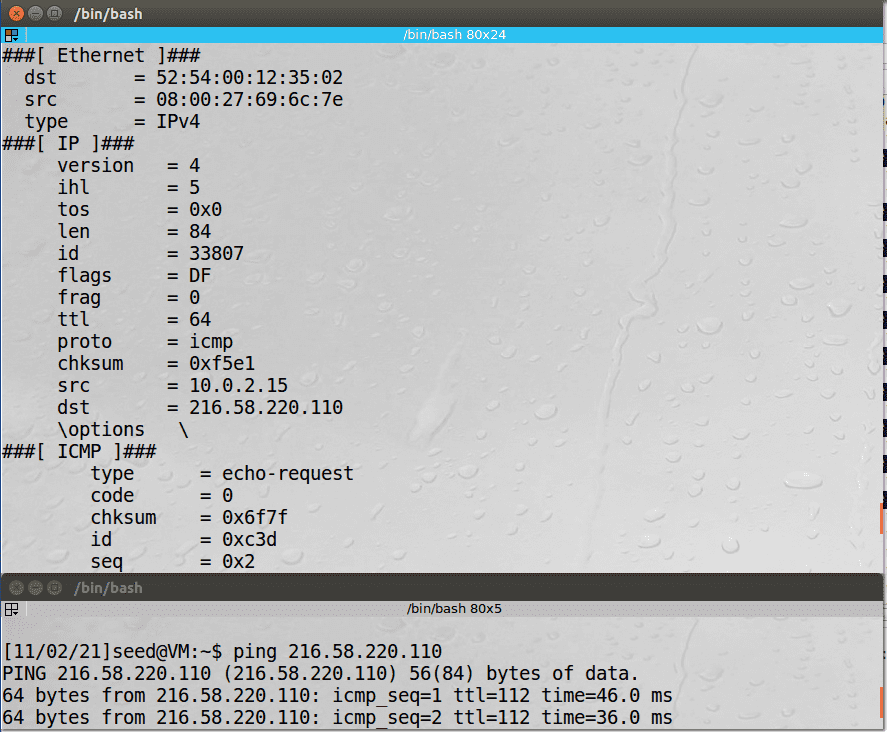 /bin/bash
/bin/bash 80x24
###[ Ethernet ]###
  dst       = 52:54:00:12:35:02
  src       = 08:00:27:69:6c:7e
  type      = IPv4
###[ IP ]###
     version   = 4
     ihl       = 5
     tos       = 0x0
     len       = 84
     id        = 33807
     flags     = DF
     frag      = 0
     ttl       = 64
     proto     = icmp
     chksum    = 0xf5e1
     src       = 10.0.2.15
     dst       = 216.58.220.110
     \options   \
###[ ICMP ]###
        type      = echo-request
        code      = 0
        chksum    = 0x6f7f
        id        = 0xc3d
        seq       = 0x2
/bin/bash
/bin/bash 80x5
[11/02/21]seed@VM:~$ ping 216.58.220.110
PING 216.58.220.110 (216.58.220.110) 56(84) bytes of data.
64 bytes from 216.58.220.110: icmp_seq=1 ttl=112 time=46.0 ms
64 bytes from 216.58.220.110: icmp_seq=2 ttl=112 time=36.0 ms